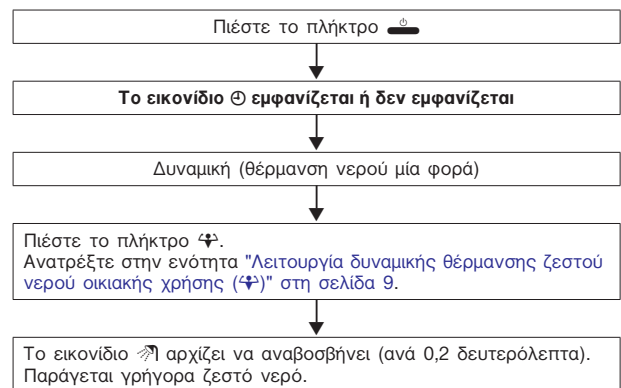 Πιέστε το πλήκτρο
Το εικονίδιο εμφανίζεται ή δεν εμφανίζεται
Δυναμική (θέρμανση νερού μία φορά)
Πιέστε το πλήκτρο .
Ανατρέξτε στην ενότητα "Λειτουργία δυναμικής θέρμανσης ζεστού
νερού οικιακής χρήσης ( )" στη σελίδα 9.
Το εικονίδιο αρχίζει να αναβοσβήνει (ανά 0,2 δευτερόλεπτα).
Παράγεται γρήγορα ζεστό νερό.